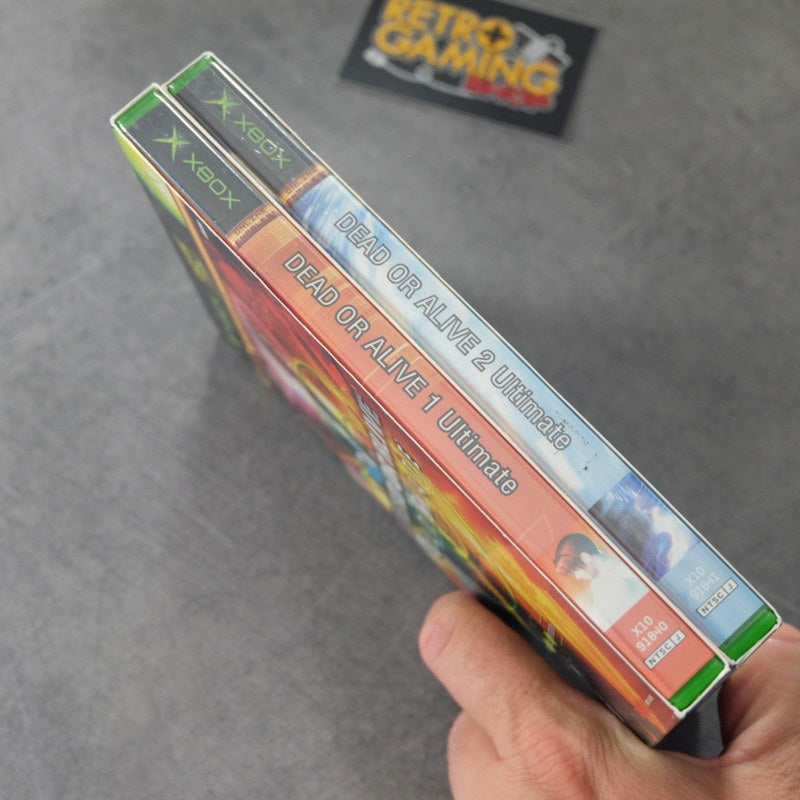 RETRO
GAMING
SHOP
XBOX
DEAD OR ALIVE 2 Ultimate
X10
91841
NTSC J
XBOX
DEAD OR ALIVE 1 Ultimate
X10
91840
NTSC J